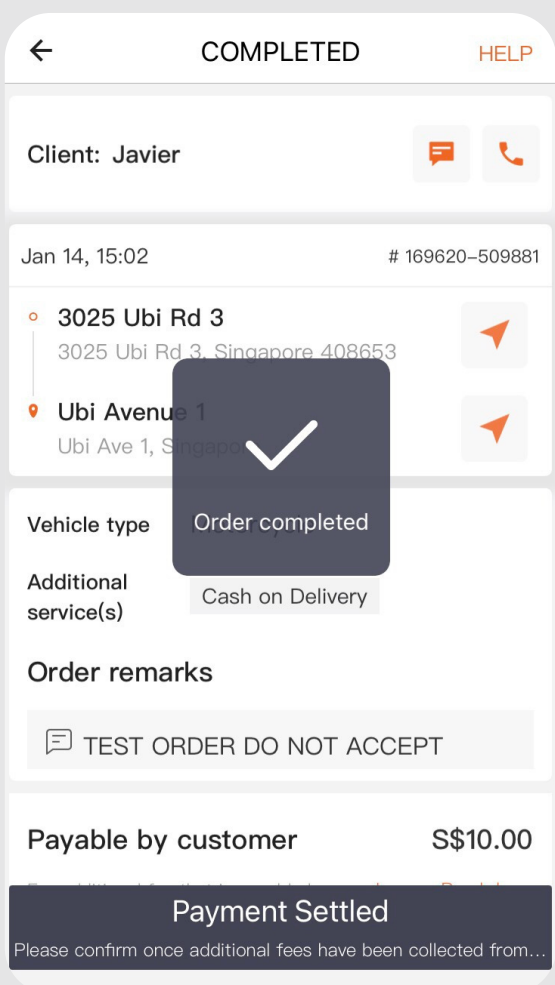 COMPLETED
HELP
Client: Javier
Jan 14, 15:02
# 169620-509881
3025 Ubi Rd 3
3025 Ubi Rd 3, Singapore 408653
Ubi Avenue 1
Ubi Ave 1, Singapore
Order completed
Vehicle type
Additional
service(s)
Cash on Delivery
Order remarks
TEST ORDER DO NOT ACCEPT
Payable by customer
S$10.00
Payment Settled
Please confirm once additional fees have been collected from...